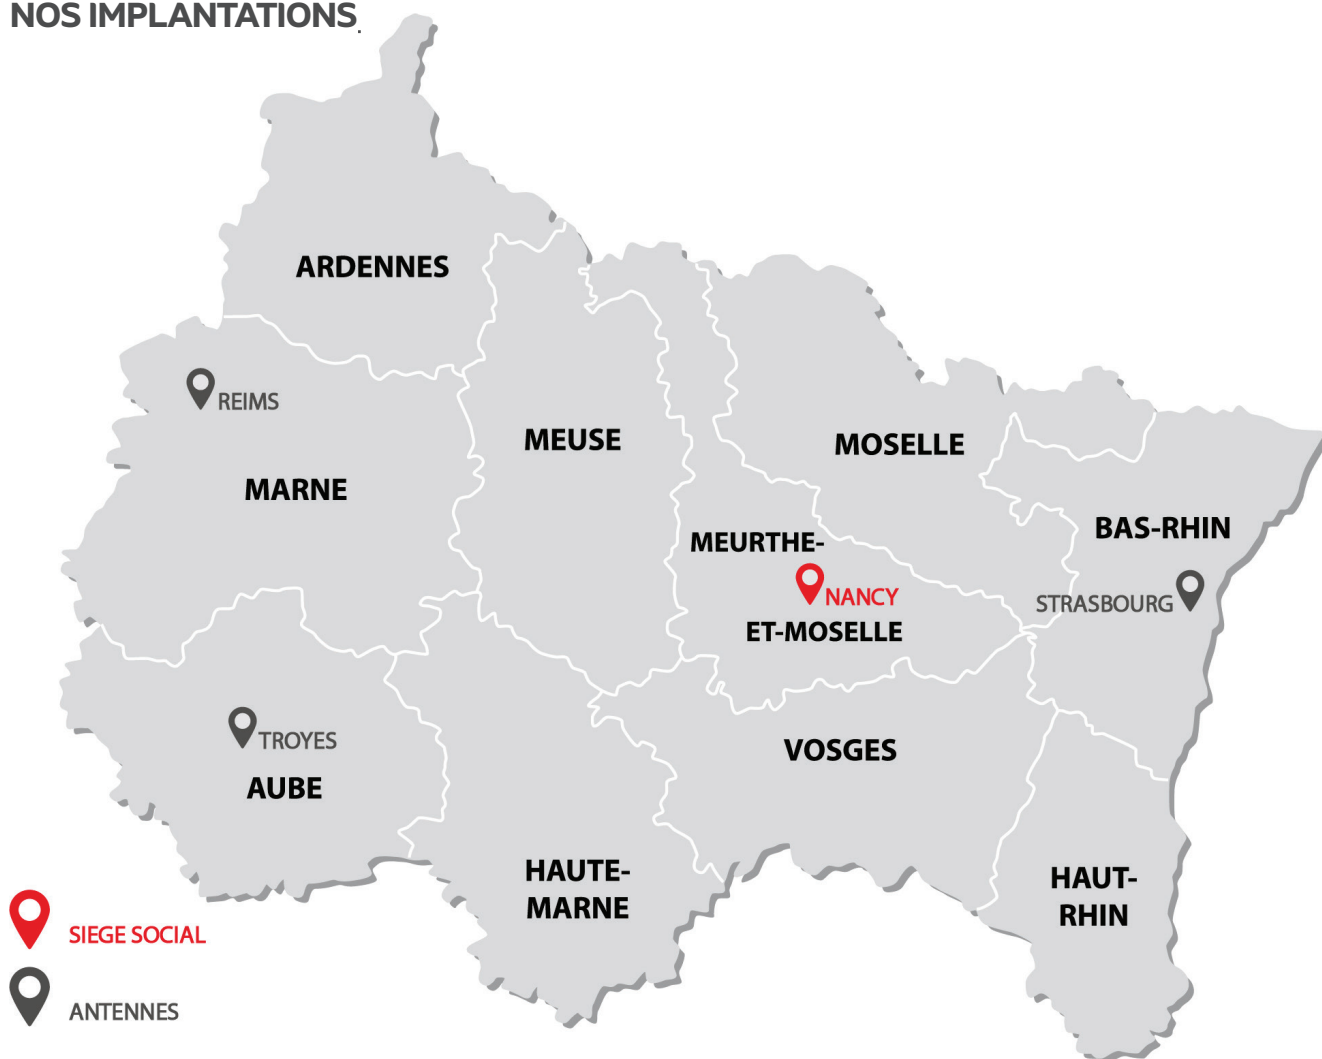 NOS IMPLANTATIONS.
ARDENNES
REIMS
MEUSE
MOSELLE
MARNE
BAS-RHIN
MEURTHE-
NANCY
STRASBOURG
ET-MOSELLE
TROYES
VOSGES
AUBE
HAUTE-
MARNE
HAUT-
RHIN
SIEGE SOCIAL
ANTENNES